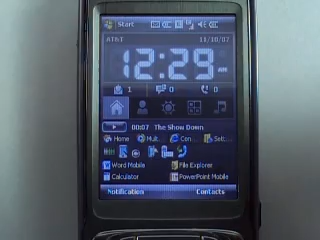 Start
AT&T 11/10/07
12:29 AM
1 0 0
00:07 The Show Down
Home Mult.. Con... Set:..
Word Mobile File Explorer
Calculator PowerPoint Mobile
Notification Contacts